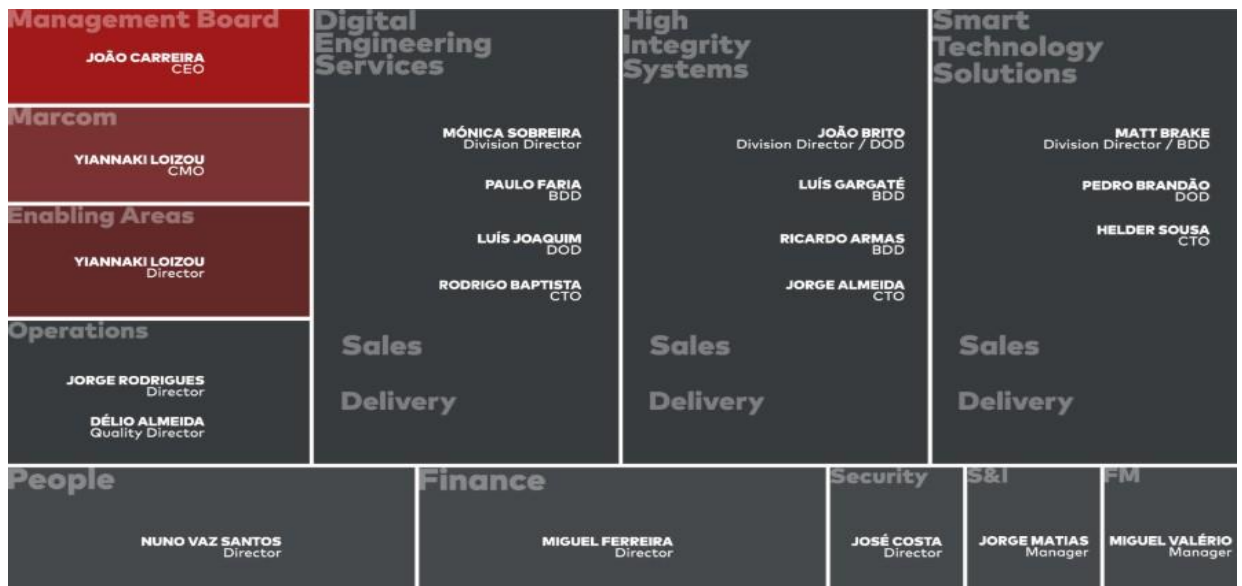 Management Board
JOÃO CARREIRA
CEO
Marcom
YIANNAKI LOIZOU
CMO
Enabling Areas
YIANNAKI LOIZOU
Director
Operations
JORGE RODRIGUES
Director
DÉLIO ALMEIDA
Quality Director
Digital
Engineering
Services
MÓNICA SOBREIRA
Division Director
PAULO FARIA
BDD
LUÍS JOAQUIM
DOD
RODRIGO BAPTISTA
CTO
Sales
Delivery
High
Integrity
Systems
JOÃO BRITO
Division Director / DOD
LUÍS GARGATÉ
BDD
RICARDO ARMAS
BDD
JORGE ALMEIDA
CTO
Sales
Delivery
Smart
Technology
Solutions
MATT BRAKE
Division Director / BDD
PEDRO BRANDÃO
DOD
HELDER SOUSA
CTO
Sales
Delivery
People
NUNO VAZ SANTOS
Director
Finance
MIGUEL FERREIRA
Director
Security
JOSÉ COSTA
Director
S&I
JORGE MATIAS
Manager
FM
MIGUEL VALÉRIO
Manager